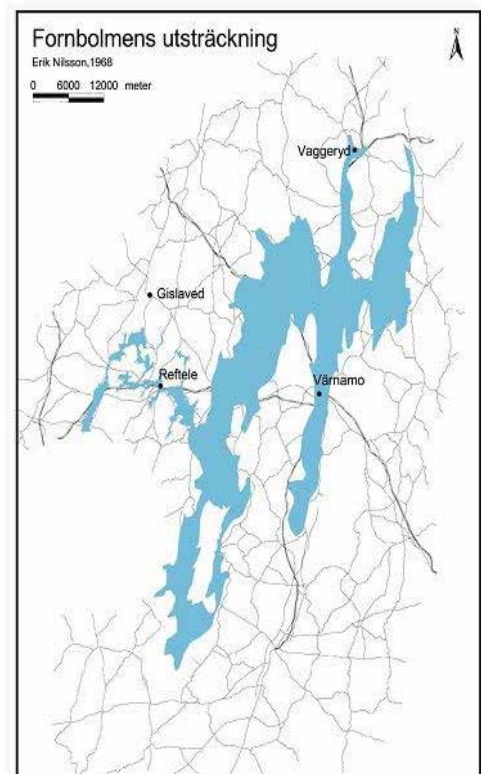 Fornbolmens utsträckning
Erik Nilsson,1968
N
0 6000 12000 meter
Vaggeryd
Gislaved
Reftele
Värnamo